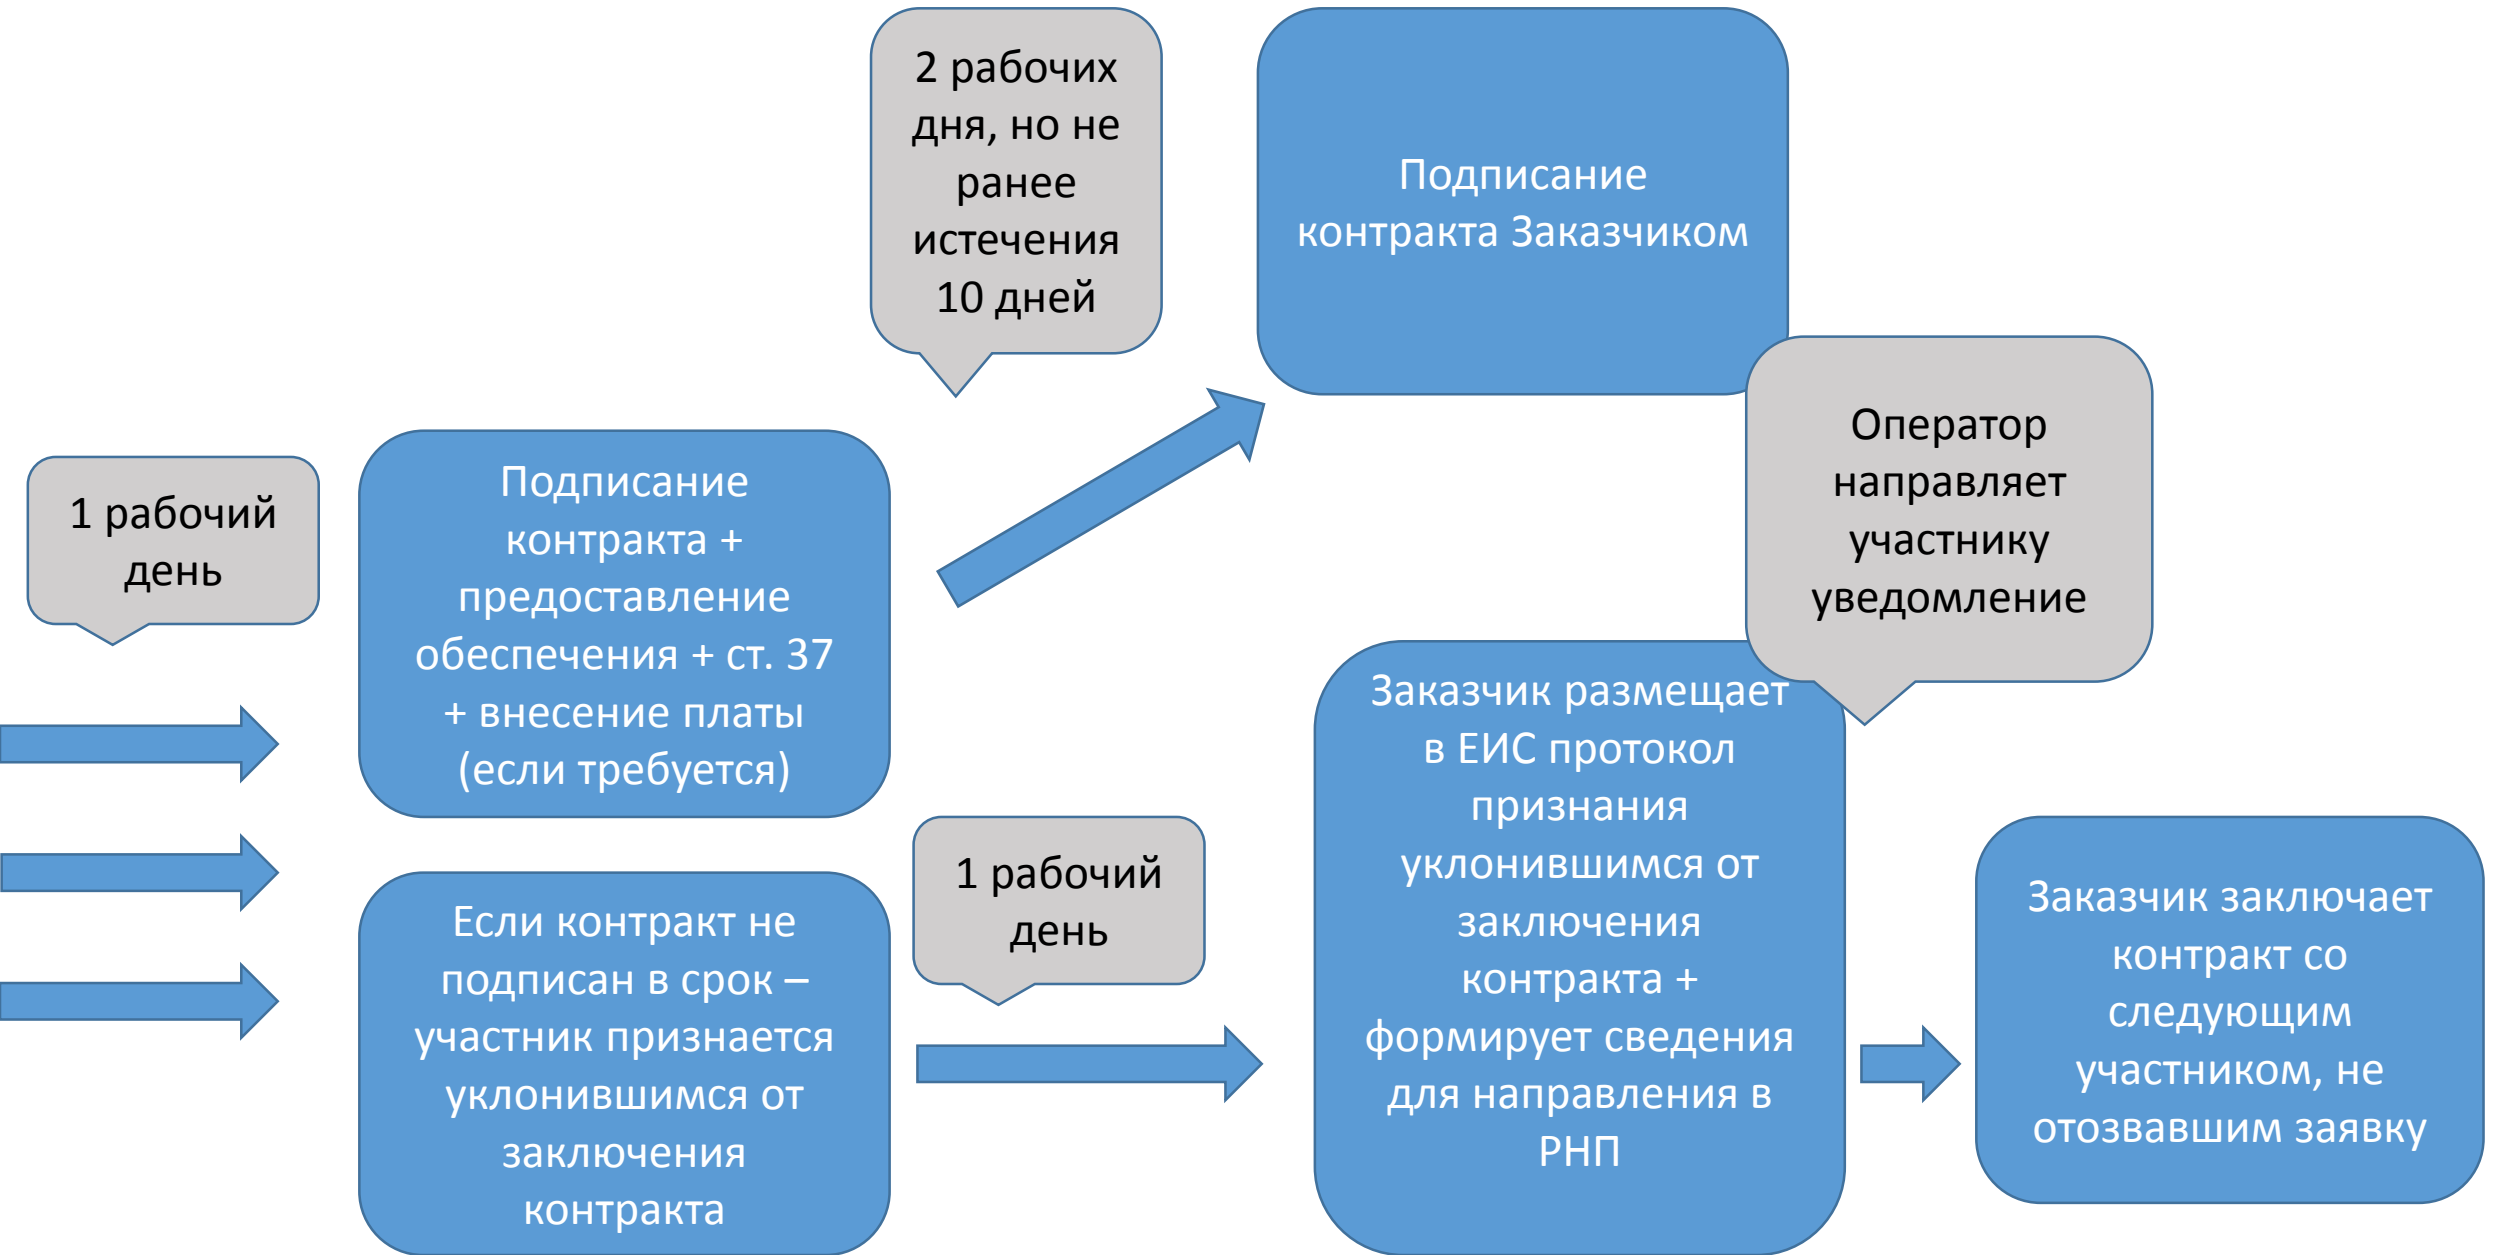 1 рабочий
день
Подписание
контракта +
предоставление
обеспечения + ст. 37
+ внесение платы
(если требуется)
Если контракт не
подписан в срок –
участник признается
уклонившимся от
заключения
контракта
2 рабочих
дня, но не
ранее
истечения
10 дней
Подписание
контракта Заказчиком
1 рабочий
день
Оператор
направляет
участнику
уведомление
Заказчик размещает
в ЕИС протокол
признания
уклонившимся от
заключения
контракта +
формирует сведения
для направления в
РНП
Заказчик заключает
контракт со
следующим
участником, не
отозвавшим заявку